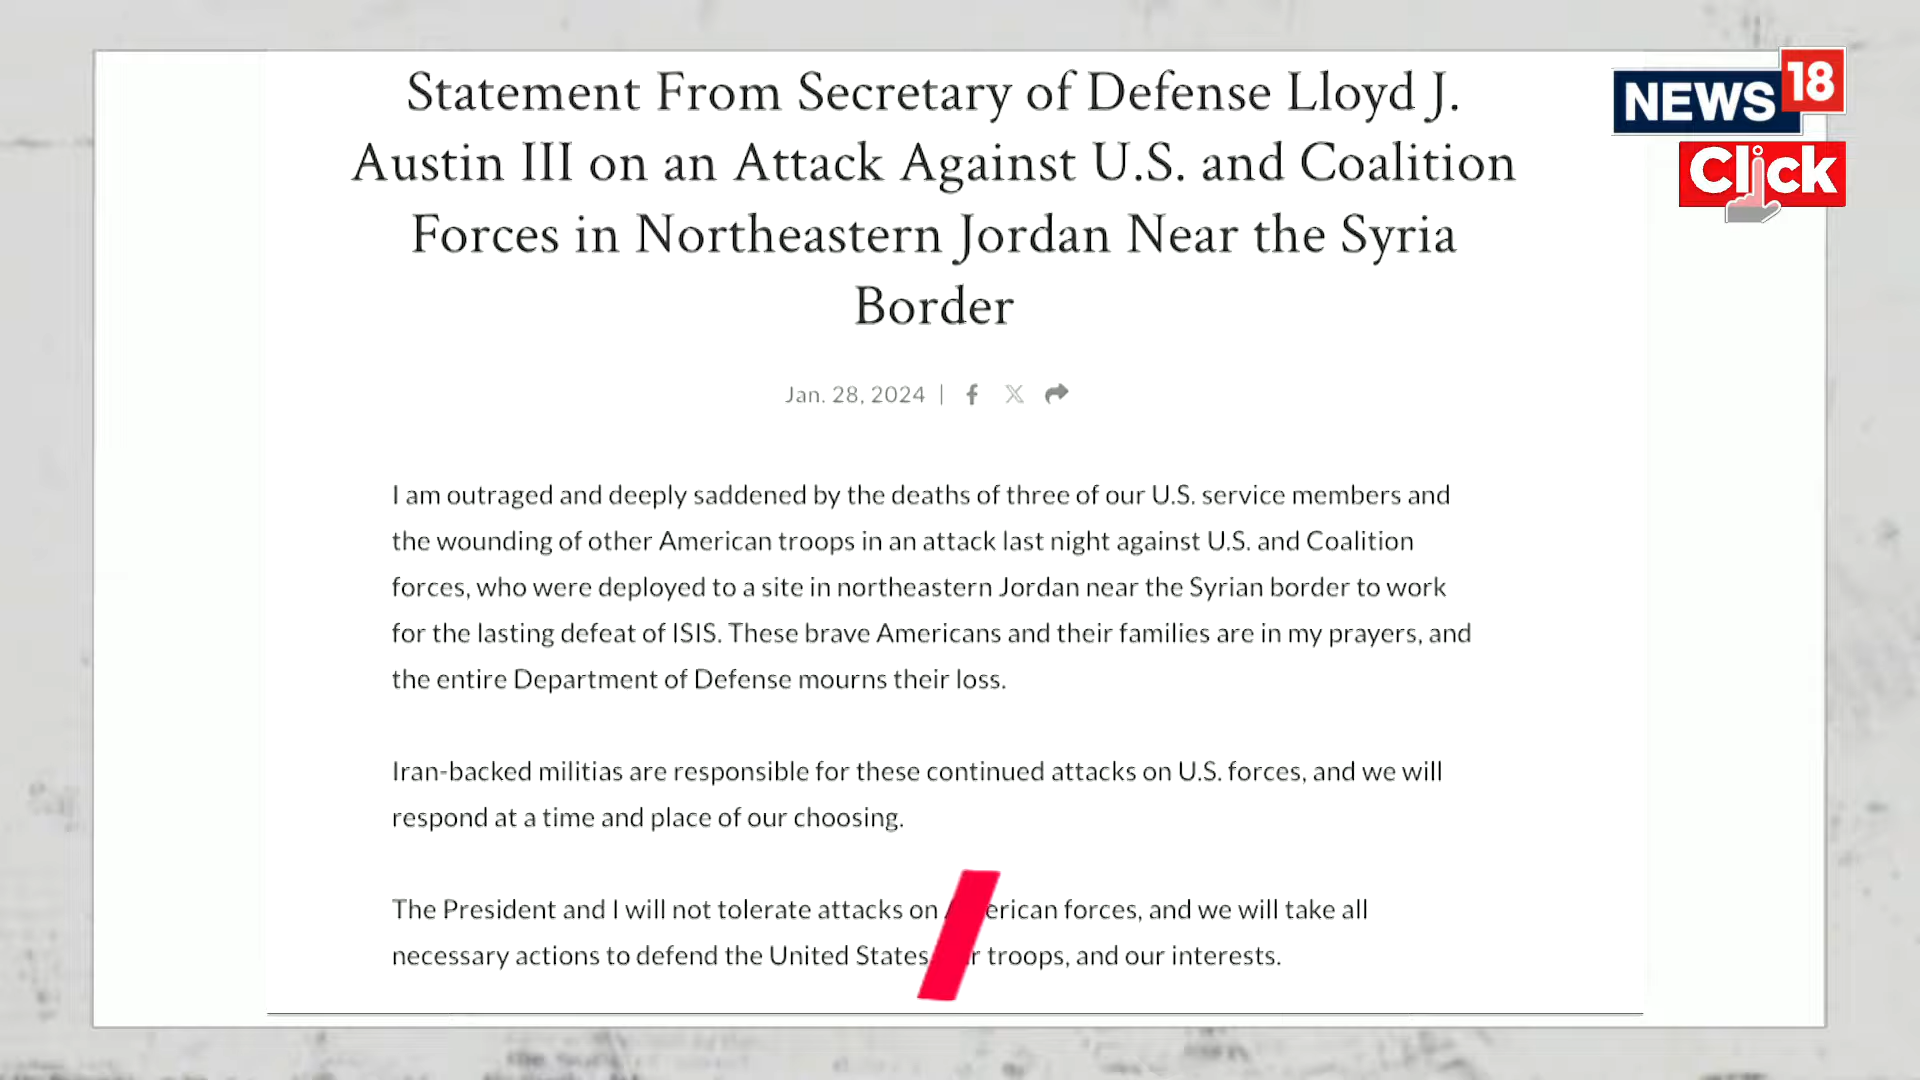 Statement From Secretary of Defense Lloyd J.
Austin III on an Attack Against U.S. and Coalition
Forces in Northeastern Jordan Near the Syria
Border
NEWS 18
Click
Jan. 28, 2024 |
I am outraged and deeply saddened by the deaths of three of our U.S. service members and
the wounding of other American troops in an attack last night against U.S. and Coalition
forces, who were deployed to a site in northeastern Jordan near the Syrian border to work
for the lasting defeat of ISIS. These brave Americans and their families are in my prayers, and
the entire Department of Defense mourns their loss.
Iran-backed militias are responsible for these continued attacks on U.S. forces, and we will
respond at a time and place of our choosing.
The President and I will not tolerate attacks on forces, and we will take all
necessary actions to defend the United States troops, and our interests.